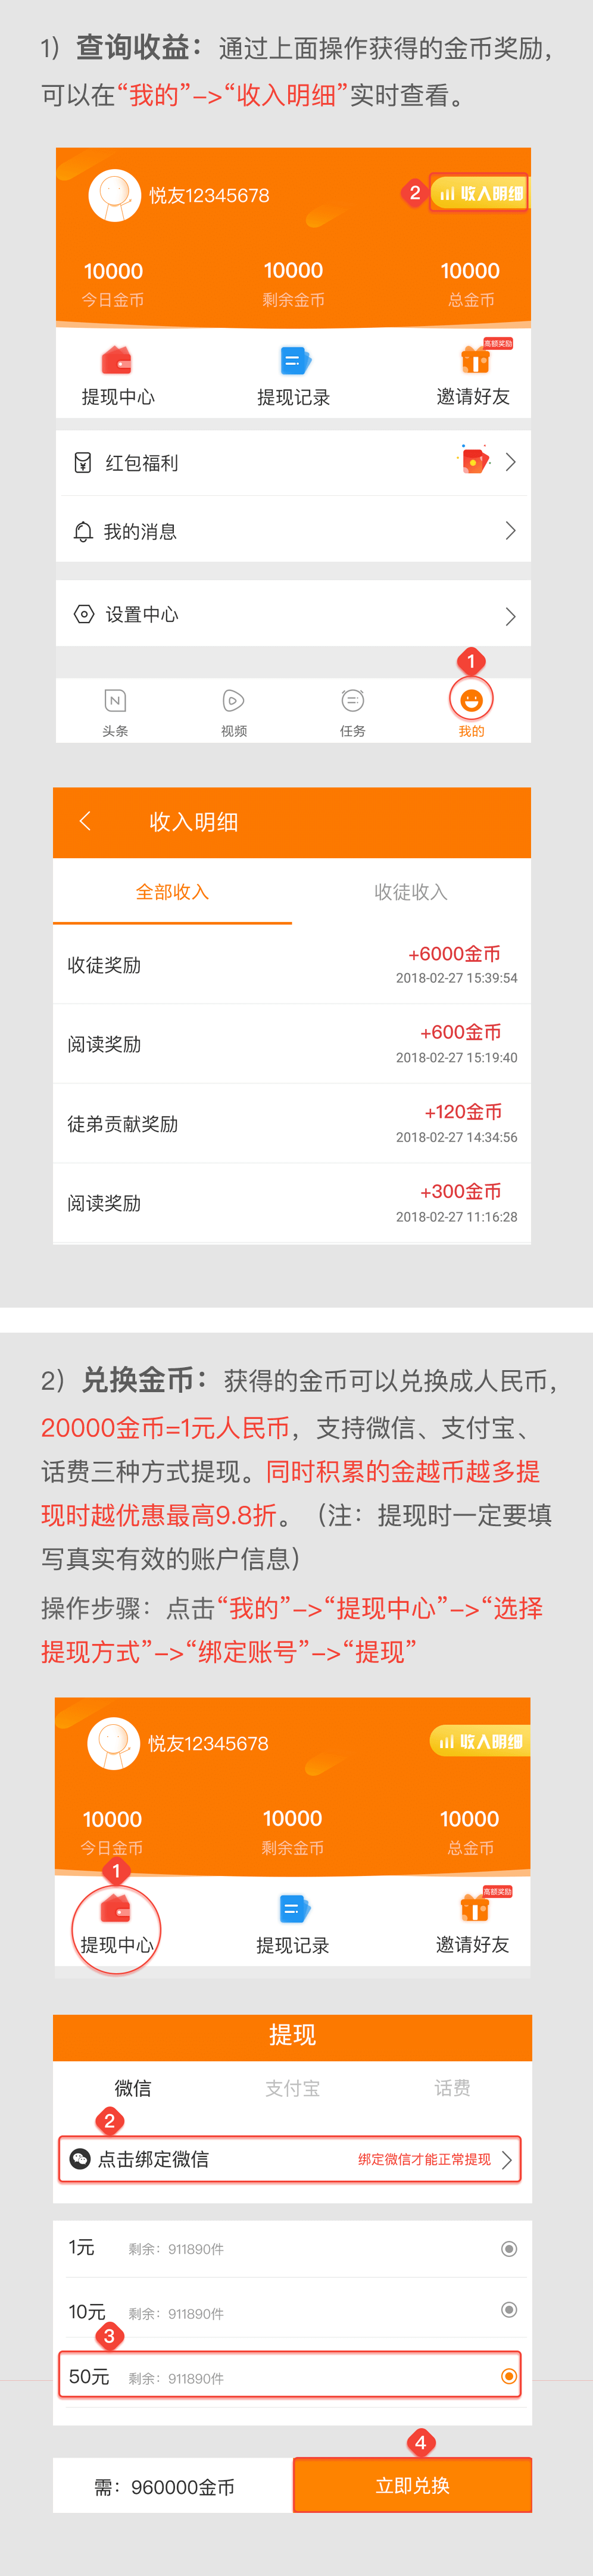 1）查询收益：通过上面操作获得的金币奖励，
可以在“我的”->“收入明细”实时查看。
悦友12345678
2
收入明细
10000
10000
10000
今日金币
剩余金币
总金币
高额奖励
提现中心
提现记录
邀请好友
红包福利
我的消息
设置中心
1
头条
视频
任务
我的
收入明细
全部收入
收徒收入
收徒奖励
+6000金币
2018-02-27 15:39:54
阅读奖励
+600金币
2018-02-27 15:19:40
徒弟贡献奖励
+120金币
2018-02-27 14:34:56
阅读奖励
+300金币
2018-02-27 11:16:28
2）兑换金币：获得的金币可以兑换成人民币，
20000金币=1元人民币，支持微信、支付宝、
话费三种方式提现。同时积累的金越币越多提
现时越优惠最高9.8折。（注：提现时一定要填
写真实有效的账户信息）
操作步骤：点击“我的”->“提现中心”->“选择
提现方式”->“绑定账号”->“提现”
悦友12345678
收入明细
10000
10000
10000
今日金币
剩余金币
总金币
1
高额奖励
提现中心
提现记录
邀请好友
提现
微信
支付宝
话费
2
点击绑定微信
绑定微信才能正常提现
1元
剩余：911890件
10元
剩余：911890件
3
50元
剩余：911890件
4
需：960000金币
立即兑换